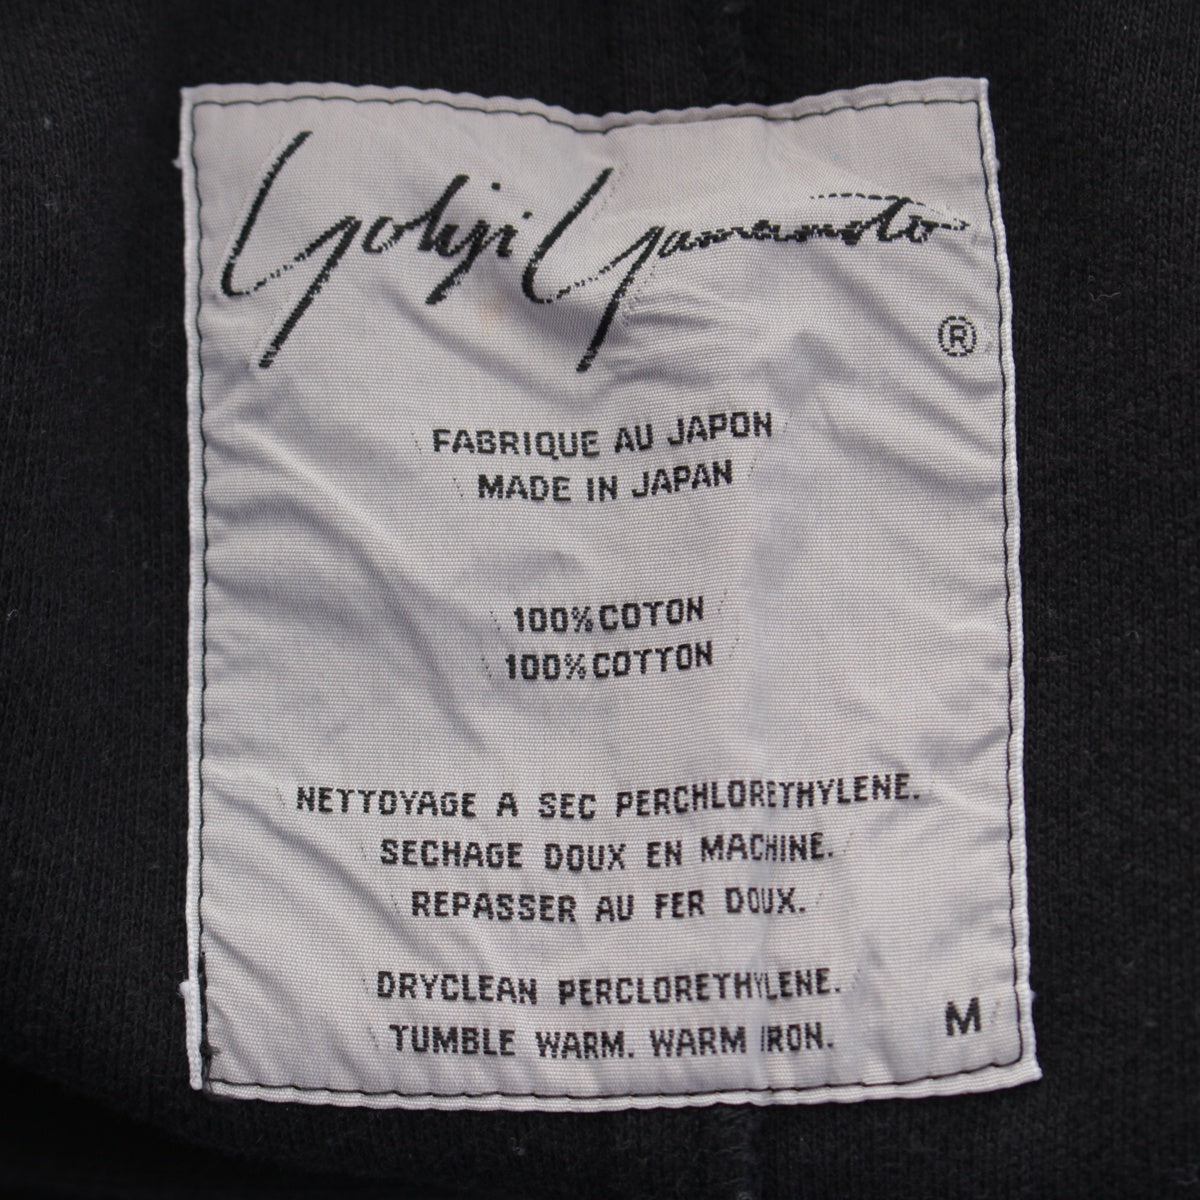 Yohji Yamamoto
®
FABRIQUE AU JAPON
MADE IN JAPAN
100% COTON
100% COTTON
NETTOYAGE A SEC PERCHLORETHYLENE.
SECHAGE DOUX EN MACHINE.
REPASSER AU FER DOUX.
DRYCLEAN PERCLORETHYLENE.
TUMBLE WARM. WARM IRON.
M